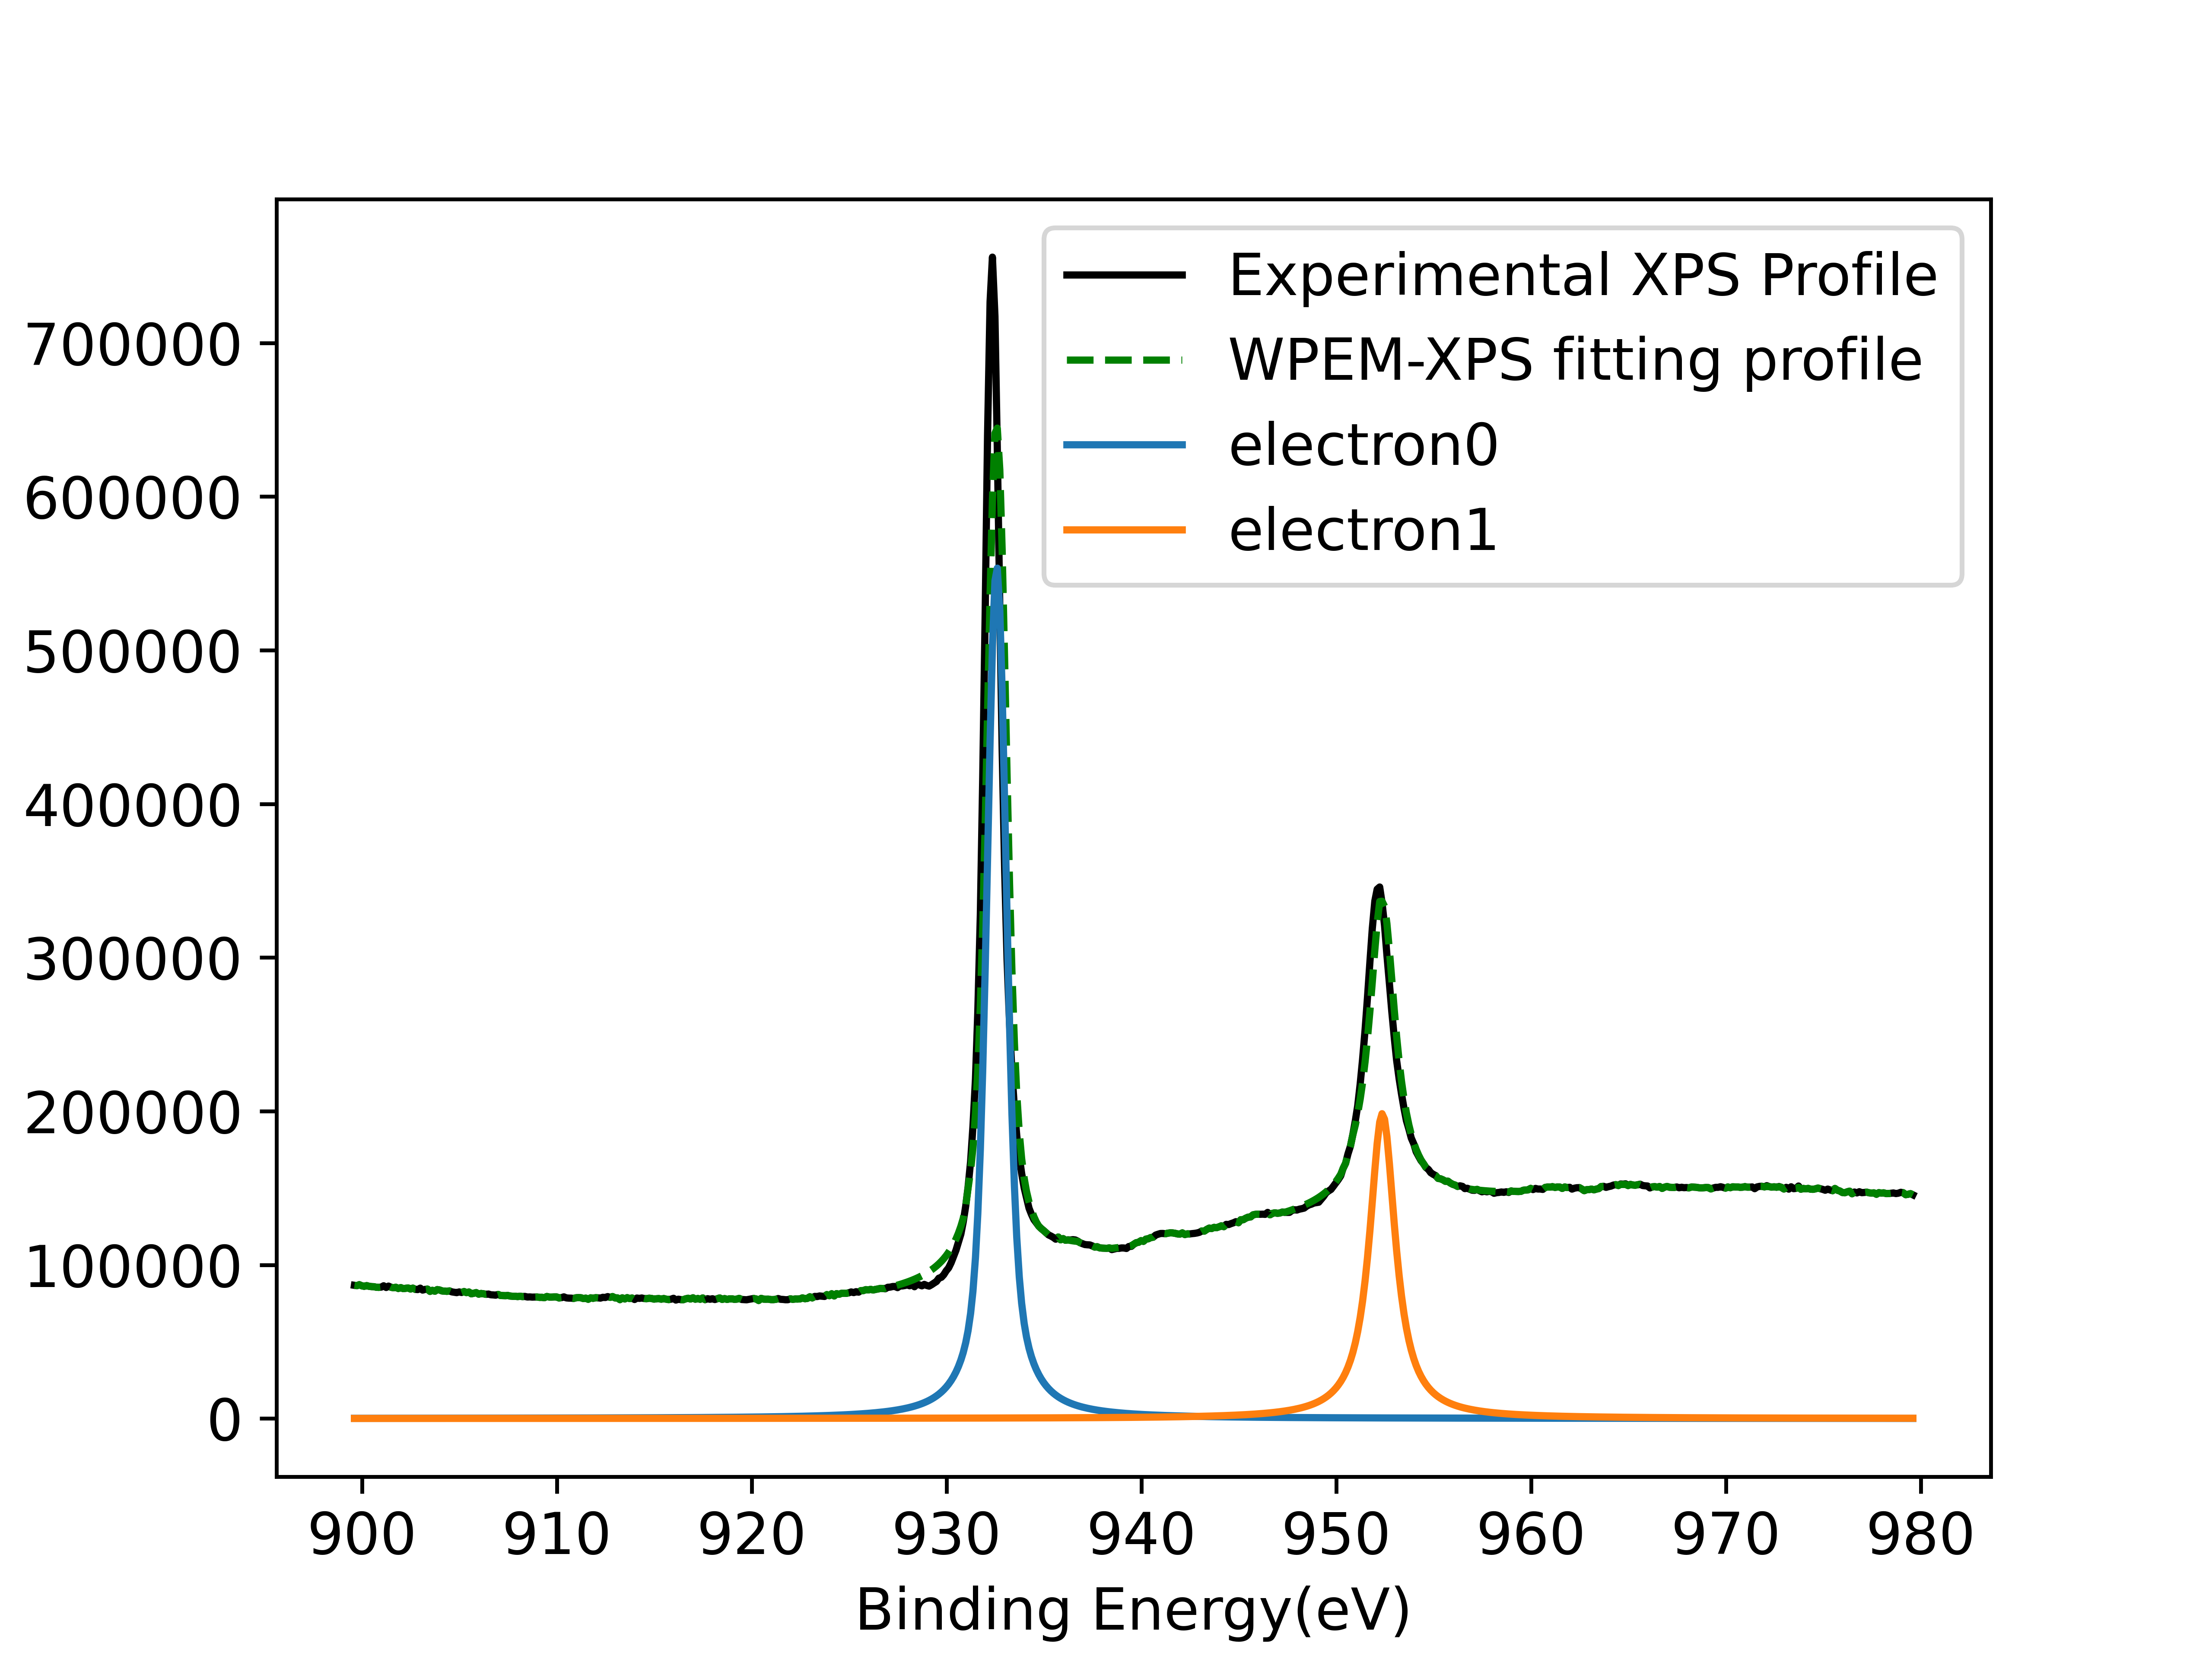 Experimental XPS Profile
WPEM-XPS fitting profile
electron0
electron1
700000
600000
500000
400000
300000
200000
100000
0
900 910 920 930 940 950 960 970 980
Binding Energy(eV)